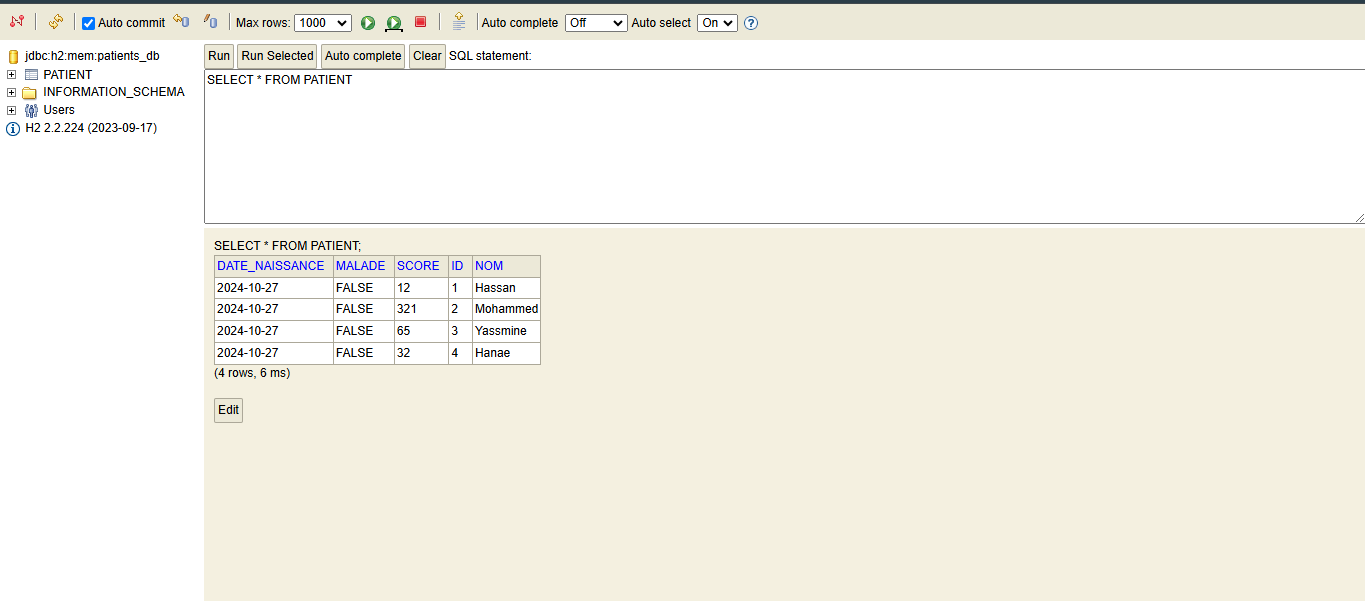 Auto commit Max rows: 1000 Auto complete Off Auto select On ?
jdbc:h2:mem:patients_db
PATIENT
INFORMATION_SCHEMA
Users
H2 2.2.224 (2023-09-17)
Run Run Selected Auto complete Clear SQL statement:
SELECT * FROM PATIENT
SELECT * FROM PATIENT;
DATE_NAISSANCE MALADE SCORE ID NOM
2024-10-27 FALSE 12 1 Hassan
2024-10-27 FALSE 321 2 Mohammed
2024-10-27 FALSE 65 3 Yassmine
2024-10-27 FALSE 32 4 Hanae
(4 rows, 6 ms)
Edit